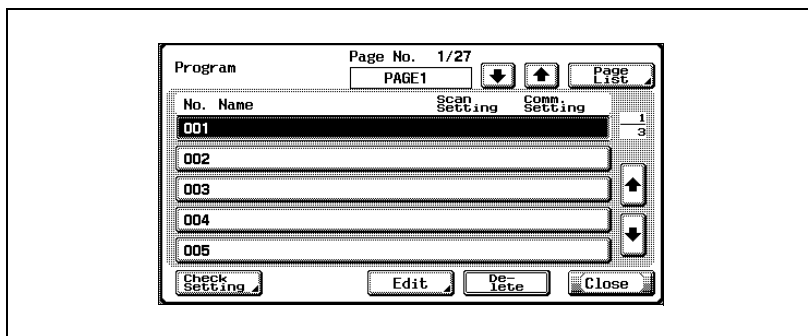 Program
Page No. 1/27
PAGE1
Page List
No. Name Scan Setting Comm. Setting
001
1
3
002
003
004
005
Check Setting
Edit
De-
lete
Close